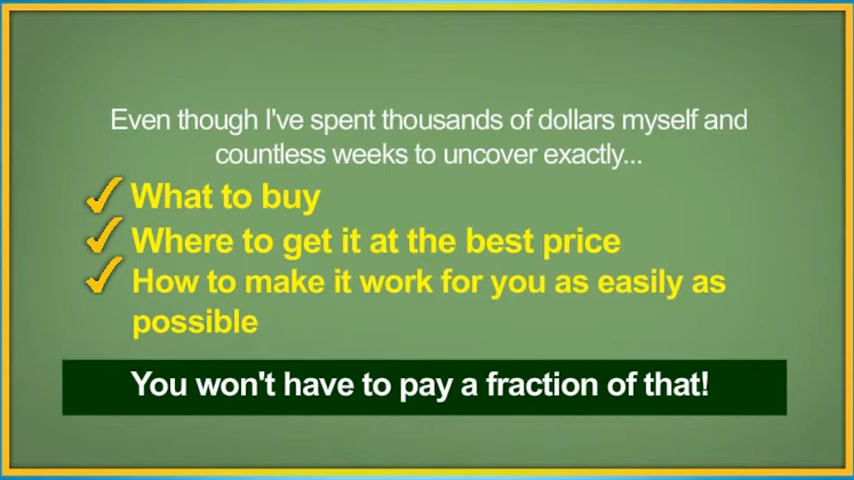 Even though I've spent thousands of dollars myself and
countless weeks to uncover exactly...
What to buy
Where to get it at the best price
How to make it work for you as easily as
possible
You won't have to pay a fraction of that!